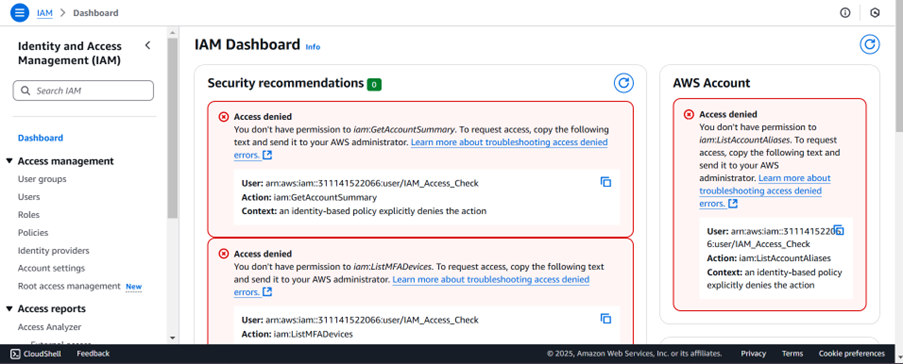 IAM > Dashboard
Identity and Access
Management (IAM)
Search IAM
Dashboard
Access management
User groups
Users
Roles
Policies
Identity providers
Account settings
Root access management New
Access reports
Access Analyzer
IAM Dashboard Info
Security recommendations 0
Access denied
You don't have permission to iam:GetAccountSummary. To request access, copy the following
text and send it to your AWS administrator. Learn more about troubleshooting access denied
errors.
User: arn:aws:iam::311141522066:user/IAM_Access_Check
Action: iam:GetAccountSummary
Context: an identity-based policy explicitly denies the action
Access denied
You don't have permission to iam:ListMFADevices. To request access, copy the following text
and send it to your AWS administrator. Learn more about troubleshooting access denied
errors.
User: arn:aws:iam::311141522066:user/IAM_Access_Check
Action: iam:ListMFADevices
AWS Account
Access denied
You don't have permission to
iam:ListAccountAliases. To request
access, copy the following text and
send it to your AWS
administrator. Learn more about
troubleshooting access denied
errors.
User: arn:aws:iam::31114152206
6:user/IAM_Access_Check
Action: iam:ListAccountAliases
Context: an identity-based policy
explicitly denies the action
CloudShell Feedback © 2025, Amazon Web Services, Inc. or its affiliates. Privacy Terms Cookie preferences